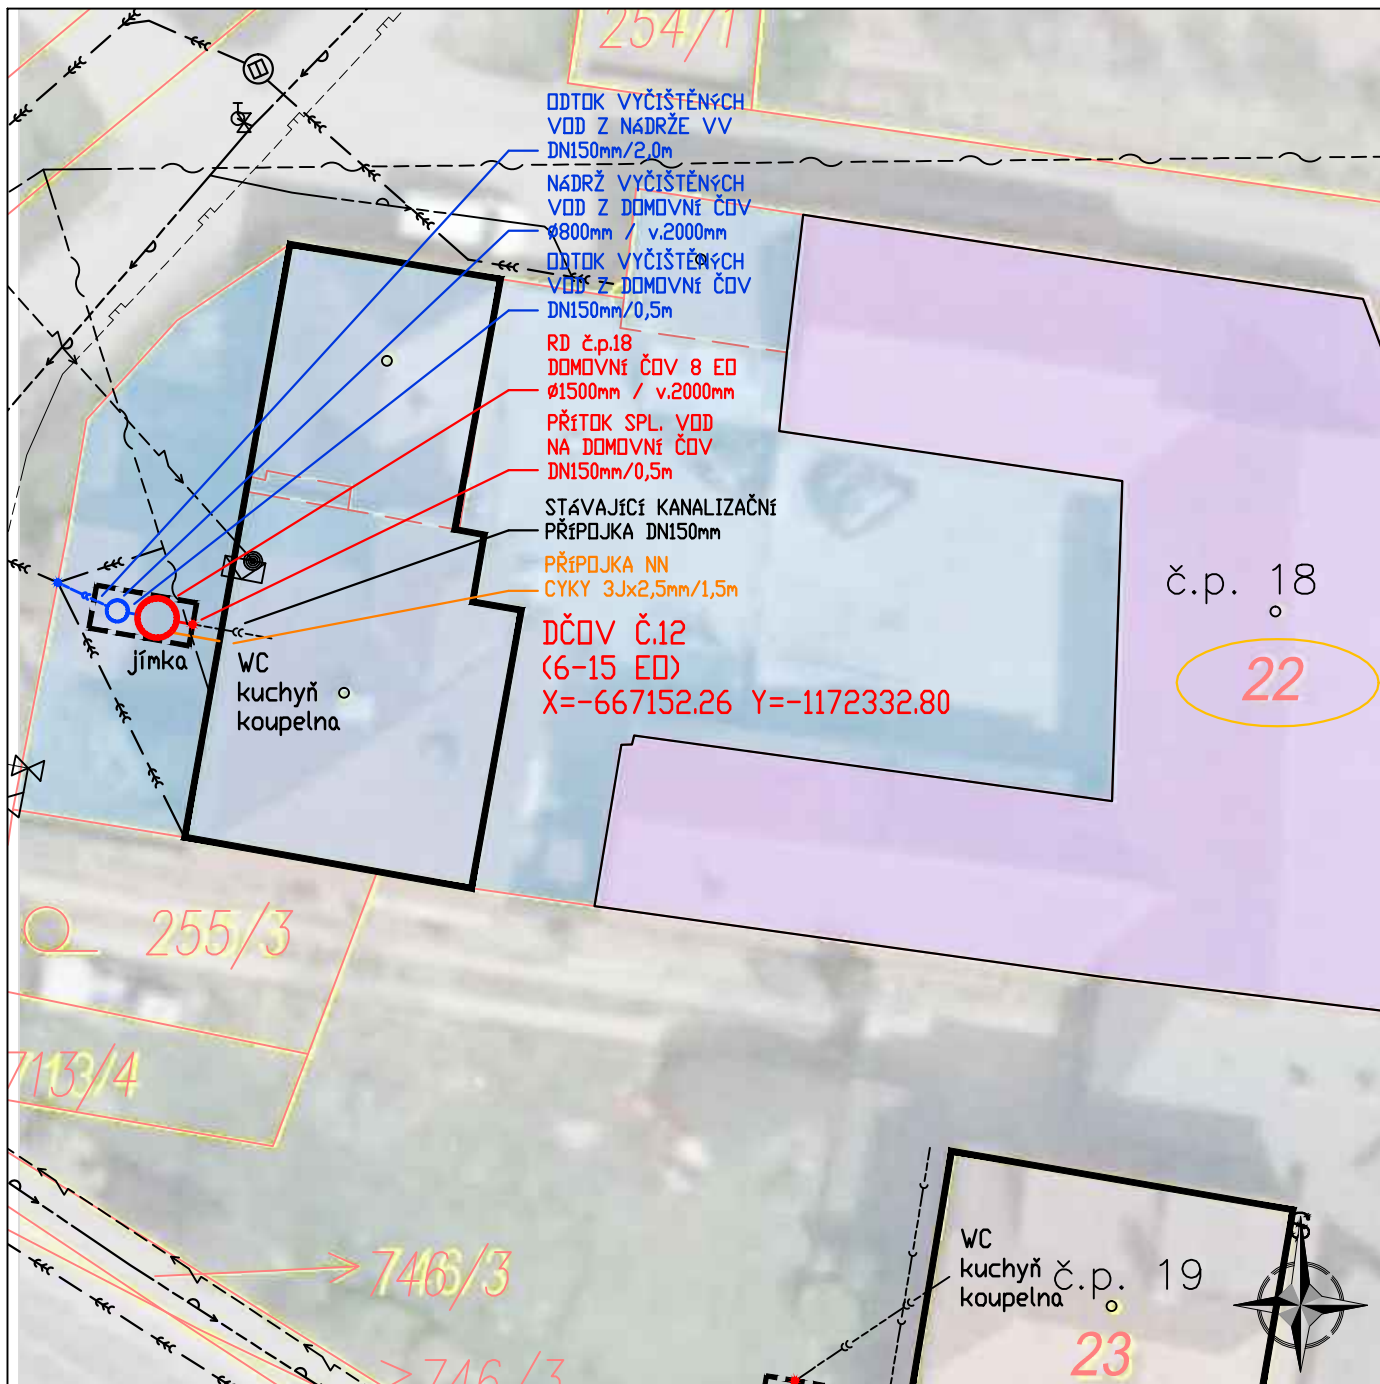 254/1
ODTOK VYČIŠTĚNÝCH
VOD Z NÁDRŽE VV
DN150mm/2,0m
NÁDRŽ VYČIŠTĚNÝCH
VOD Z DOMOVNÍ ČOV
ø800mm / v.2000mm
ODTOK VYČIŠTĚNÝCH
VOD Z DOMOVNÍ ČOV
DN150mm/0,5m
RD č.p.18
DOMOVNÍ ČOV 8 EO
ø1500mm / v.2000mm
PŘÍTOK SPL. VOD
NA DOMOVNÍ ČOV
DN150mm/0,5m
STÁVAJÍCÍ KANALIZAČNÍ
PŘÍPOJKA DN150mm
PŘÍPOJKA NN
CYKY 3Jx2,5mm/1,5m
DČOV Č.12
(6-15 EO)
X=-667152.26 Y=-1172332.80
č.p. 18
22
jímka
WC
kuchyň
koupelna
255/3
713/4
746/3
746/3
WC
kuchyň
koupelna
č.p. 19
23
S